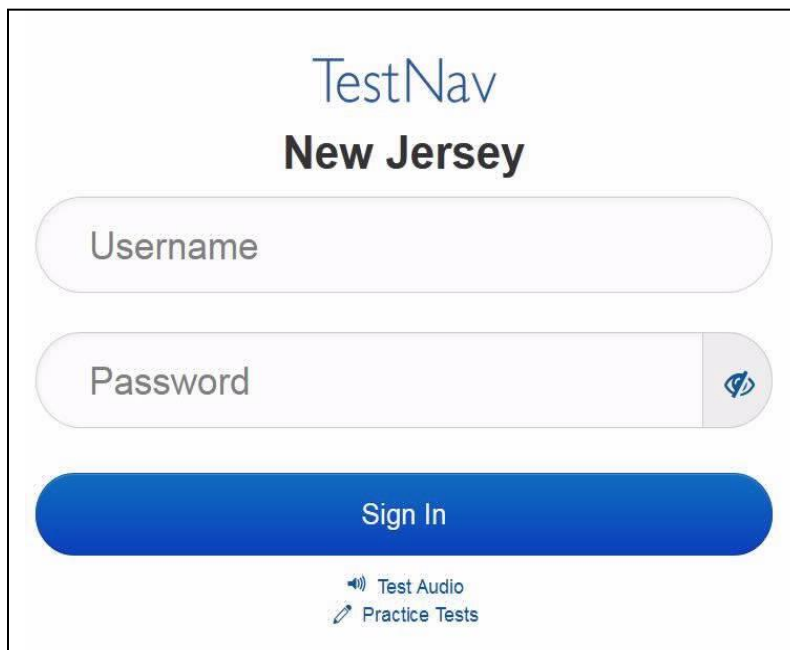 TestNav
New Jersey
Username
Password
Sign In
Test Audio
Practice Tests